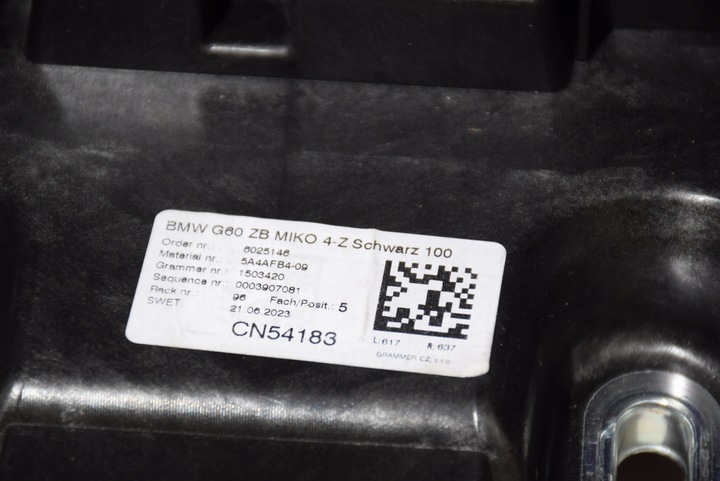 BMW G60 ZB MIKO 4-Z Schwarz 100
Order nr.: 6025146
Material nr.: 5A4AFB4-09
Grammer nr.: 1503420
Sequence nr.: 0003907081
Rack nr.: 96 Fach/Posit.: 5
SWET: 21.06.2023
CN54183
L:617 R:637
GRAMMER CZ, s.r.o.